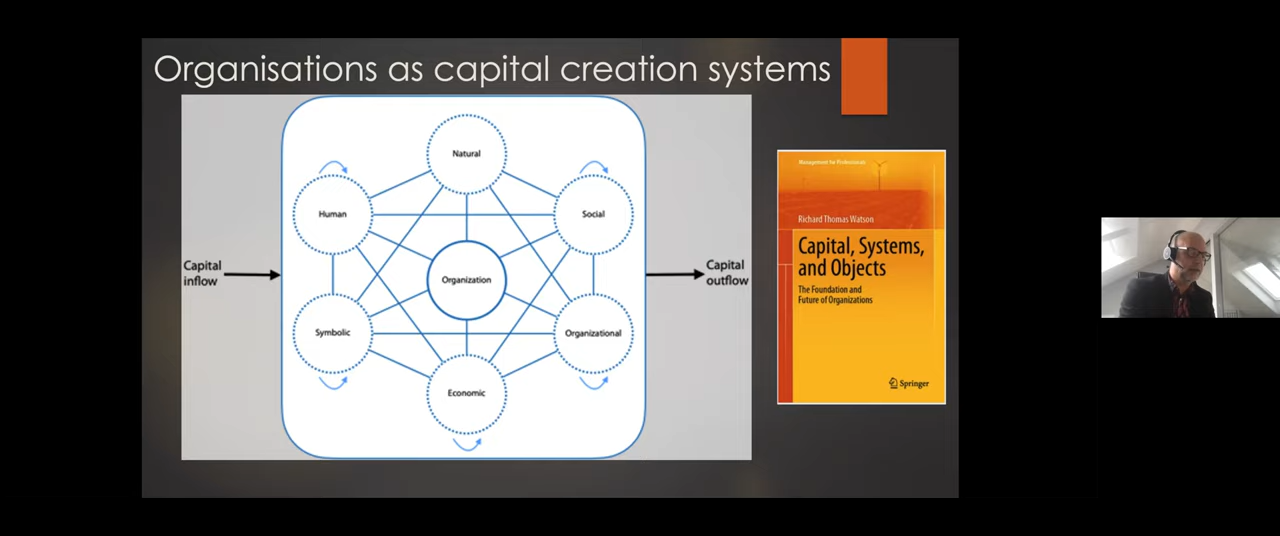 Organisations as capital creation systems
Natural
Human
Social
Capital
inflow
Organization
Capital
outflow
Symbolic
Organizational
Economic
Management for Professionals
Richard Thomas Watson
Capital, Systems,
and Objects
The Foundation and
Future of Organizations
Springer